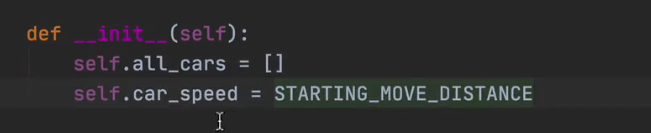 def __init__(self):
    self.all_cars = []
    self.car_speed = STARTING_MOVE_DISTANCE